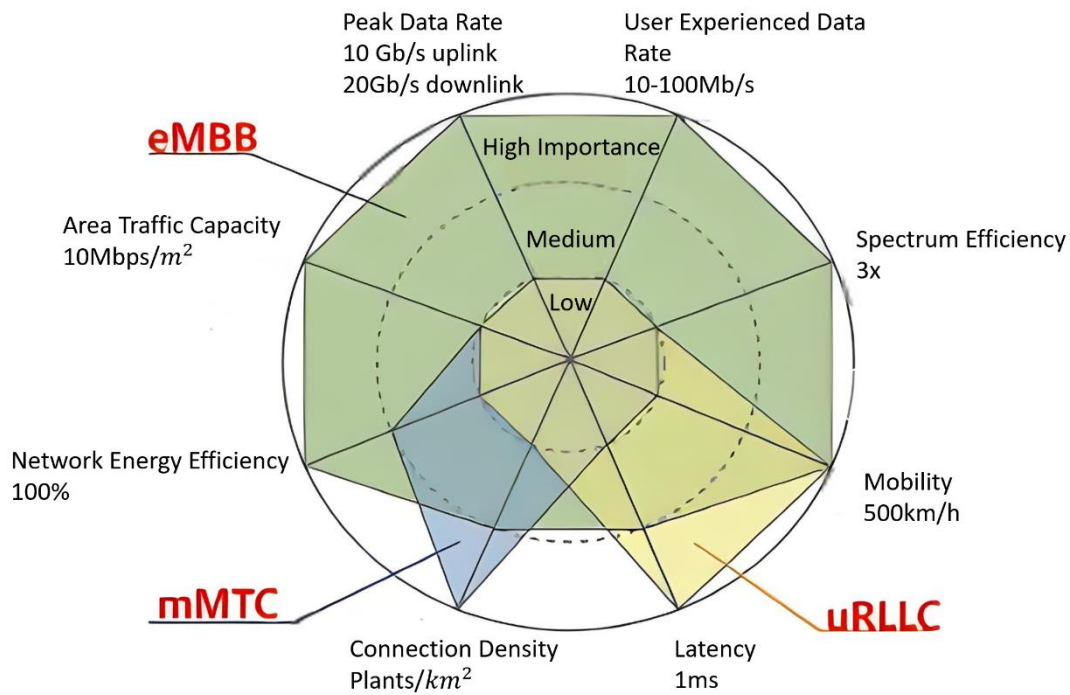 Peak Data Rate
10 Gb/s uplink
20Gb/s downlink
User Experienced Data
Rate
10-100Mb/s
eMBB
High Importance
Area Traffic Capacity
10Mbps/m²
Medium
Spectrum Efficiency
3x
Low
Network Energy Efficiency
100%
Mobility
500km/h
mMTC
uRLLC
Connection Density
Plants/km²
Latency
1ms